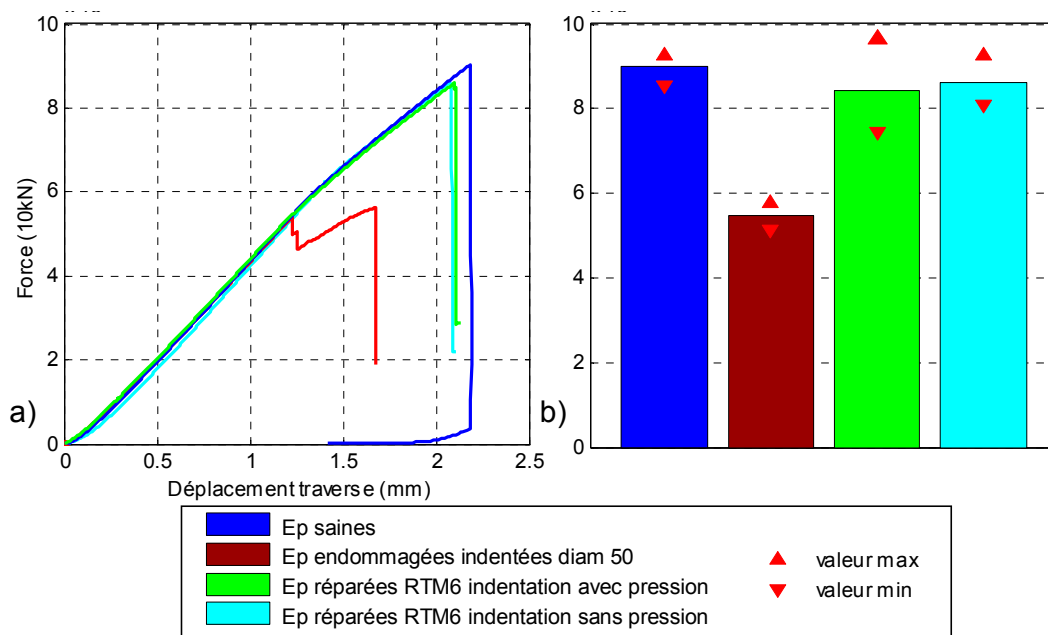 10
8
6
4
2
0
Force (10kN)
a)
0
0.5
1
1.5
2
2.5
Déplacement traverse (mm)
10
8
6
4
2
0
b)
Ep saines
Ep endommagées indentées diam 50
Ep réparées RTM6 indentation avec pression
Ep réparées RTM6 indentation sans pression
valeur max
valeur min